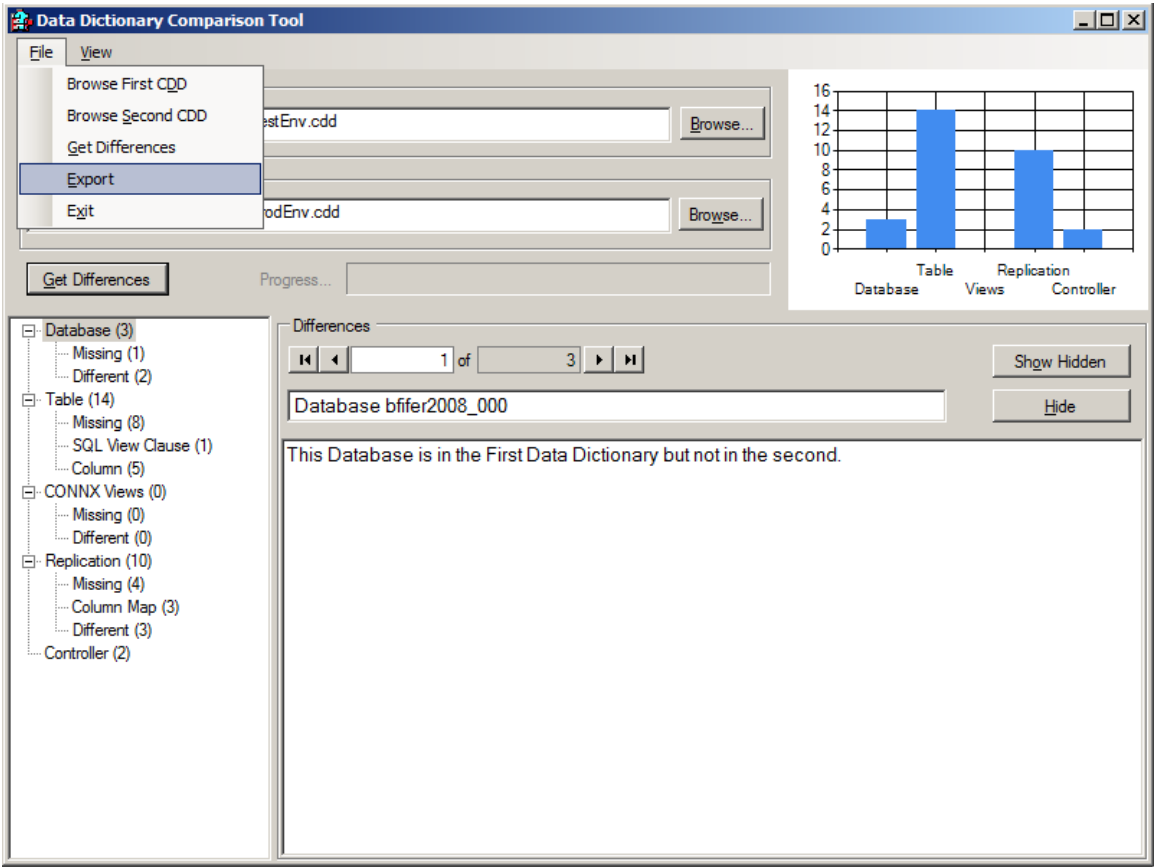 Data Dictionary Comparison Tool
File View
Browse First CDD
Browse Second CDD
Get Differences
Export
Exit
estEnv.cdd
Browse...
rodEnv.cdd
Browse...
Get Differences
Progress...
16
14
12
10
8
6
4
2
0
Table Replication
Database Views Controller
Database (3)
Missing (1)
Different (2)
Table (14)
Missing (8)
SQL View Clause (1)
Column (5)
CONNX Views (0)
Missing (0)
Different (0)
Replication (10)
Missing (4)
Column Map (3)
Different (3)
Controller (2)
Differences
1 of 3
Show Hidden
Database bfifer2008_000
Hide
This Database is in the First Data Dictionary but not in the second.